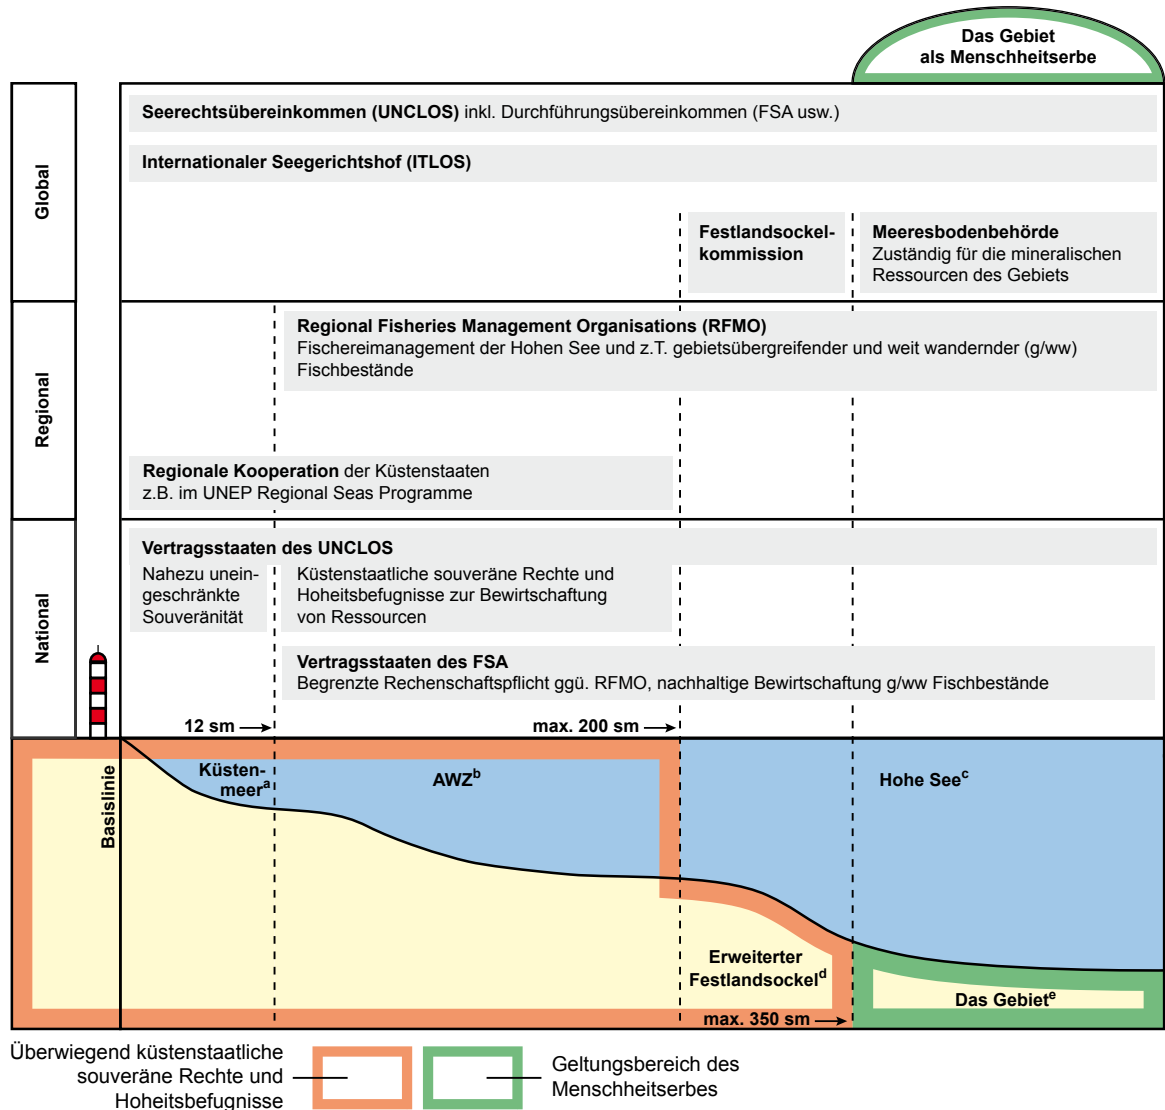 Das Gebiet
als Menschheitserbe
Global
Seerechtsübereinkommen (UNCLOS) inkl. Durchführungsübereinkommen (FSA usw.)
Internationaler Seegerichtshof (ITLOS)
Festlandsockel-
kommission
Meeresbodenbehörde
Zuständig für die mineralischen
Ressourcen des Gebiets
Regional
Regional Fisheries Management Organisations (RFMO)
Fischereimanagement der Hohen See und z.T. gebietsübergreifender und weit wandernder (g/ww)
Fischbestände
Regionale Kooperation der Küstenstaaten
z.B. im UNEP Regional Seas Programme
National
Vertragsstaaten des UNCLOS
Nahezu unein-
geschränkte
Souveränität
Küstenstaatliche souveräne Rechte und
Hoheitsbefugnisse zur Bewirtschaftung
von Ressourcen
Vertragsstaaten des FSA
Begrenzte Rechenschaftspflicht ggü. RFMO, nachhaltige Bewirtschaftung g/ww Fischbestände
12 sm
max. 200 sm
Basislinie
Küsten-
meerᵃ
AWZᵇ
Hohe Seeᶜ
Erweiterter
Festlandsockelᵈ
Das Gebietᵉ
max. 350 sm
Überwiegend küstenstaatliche
souveräne Rechte und
Hoheitsbefugnisse
Geltungsbereich des
Menschheitserbes